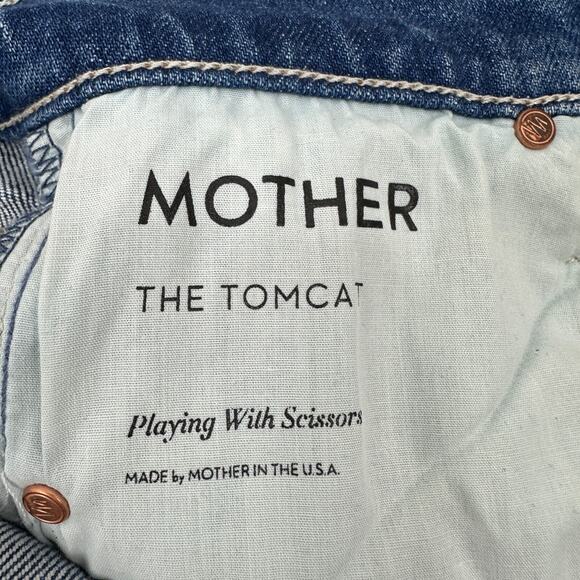 MOTHER
THE TOMCAT
Playing With Scissors
MADE by MOTHER IN THE U.S.A.